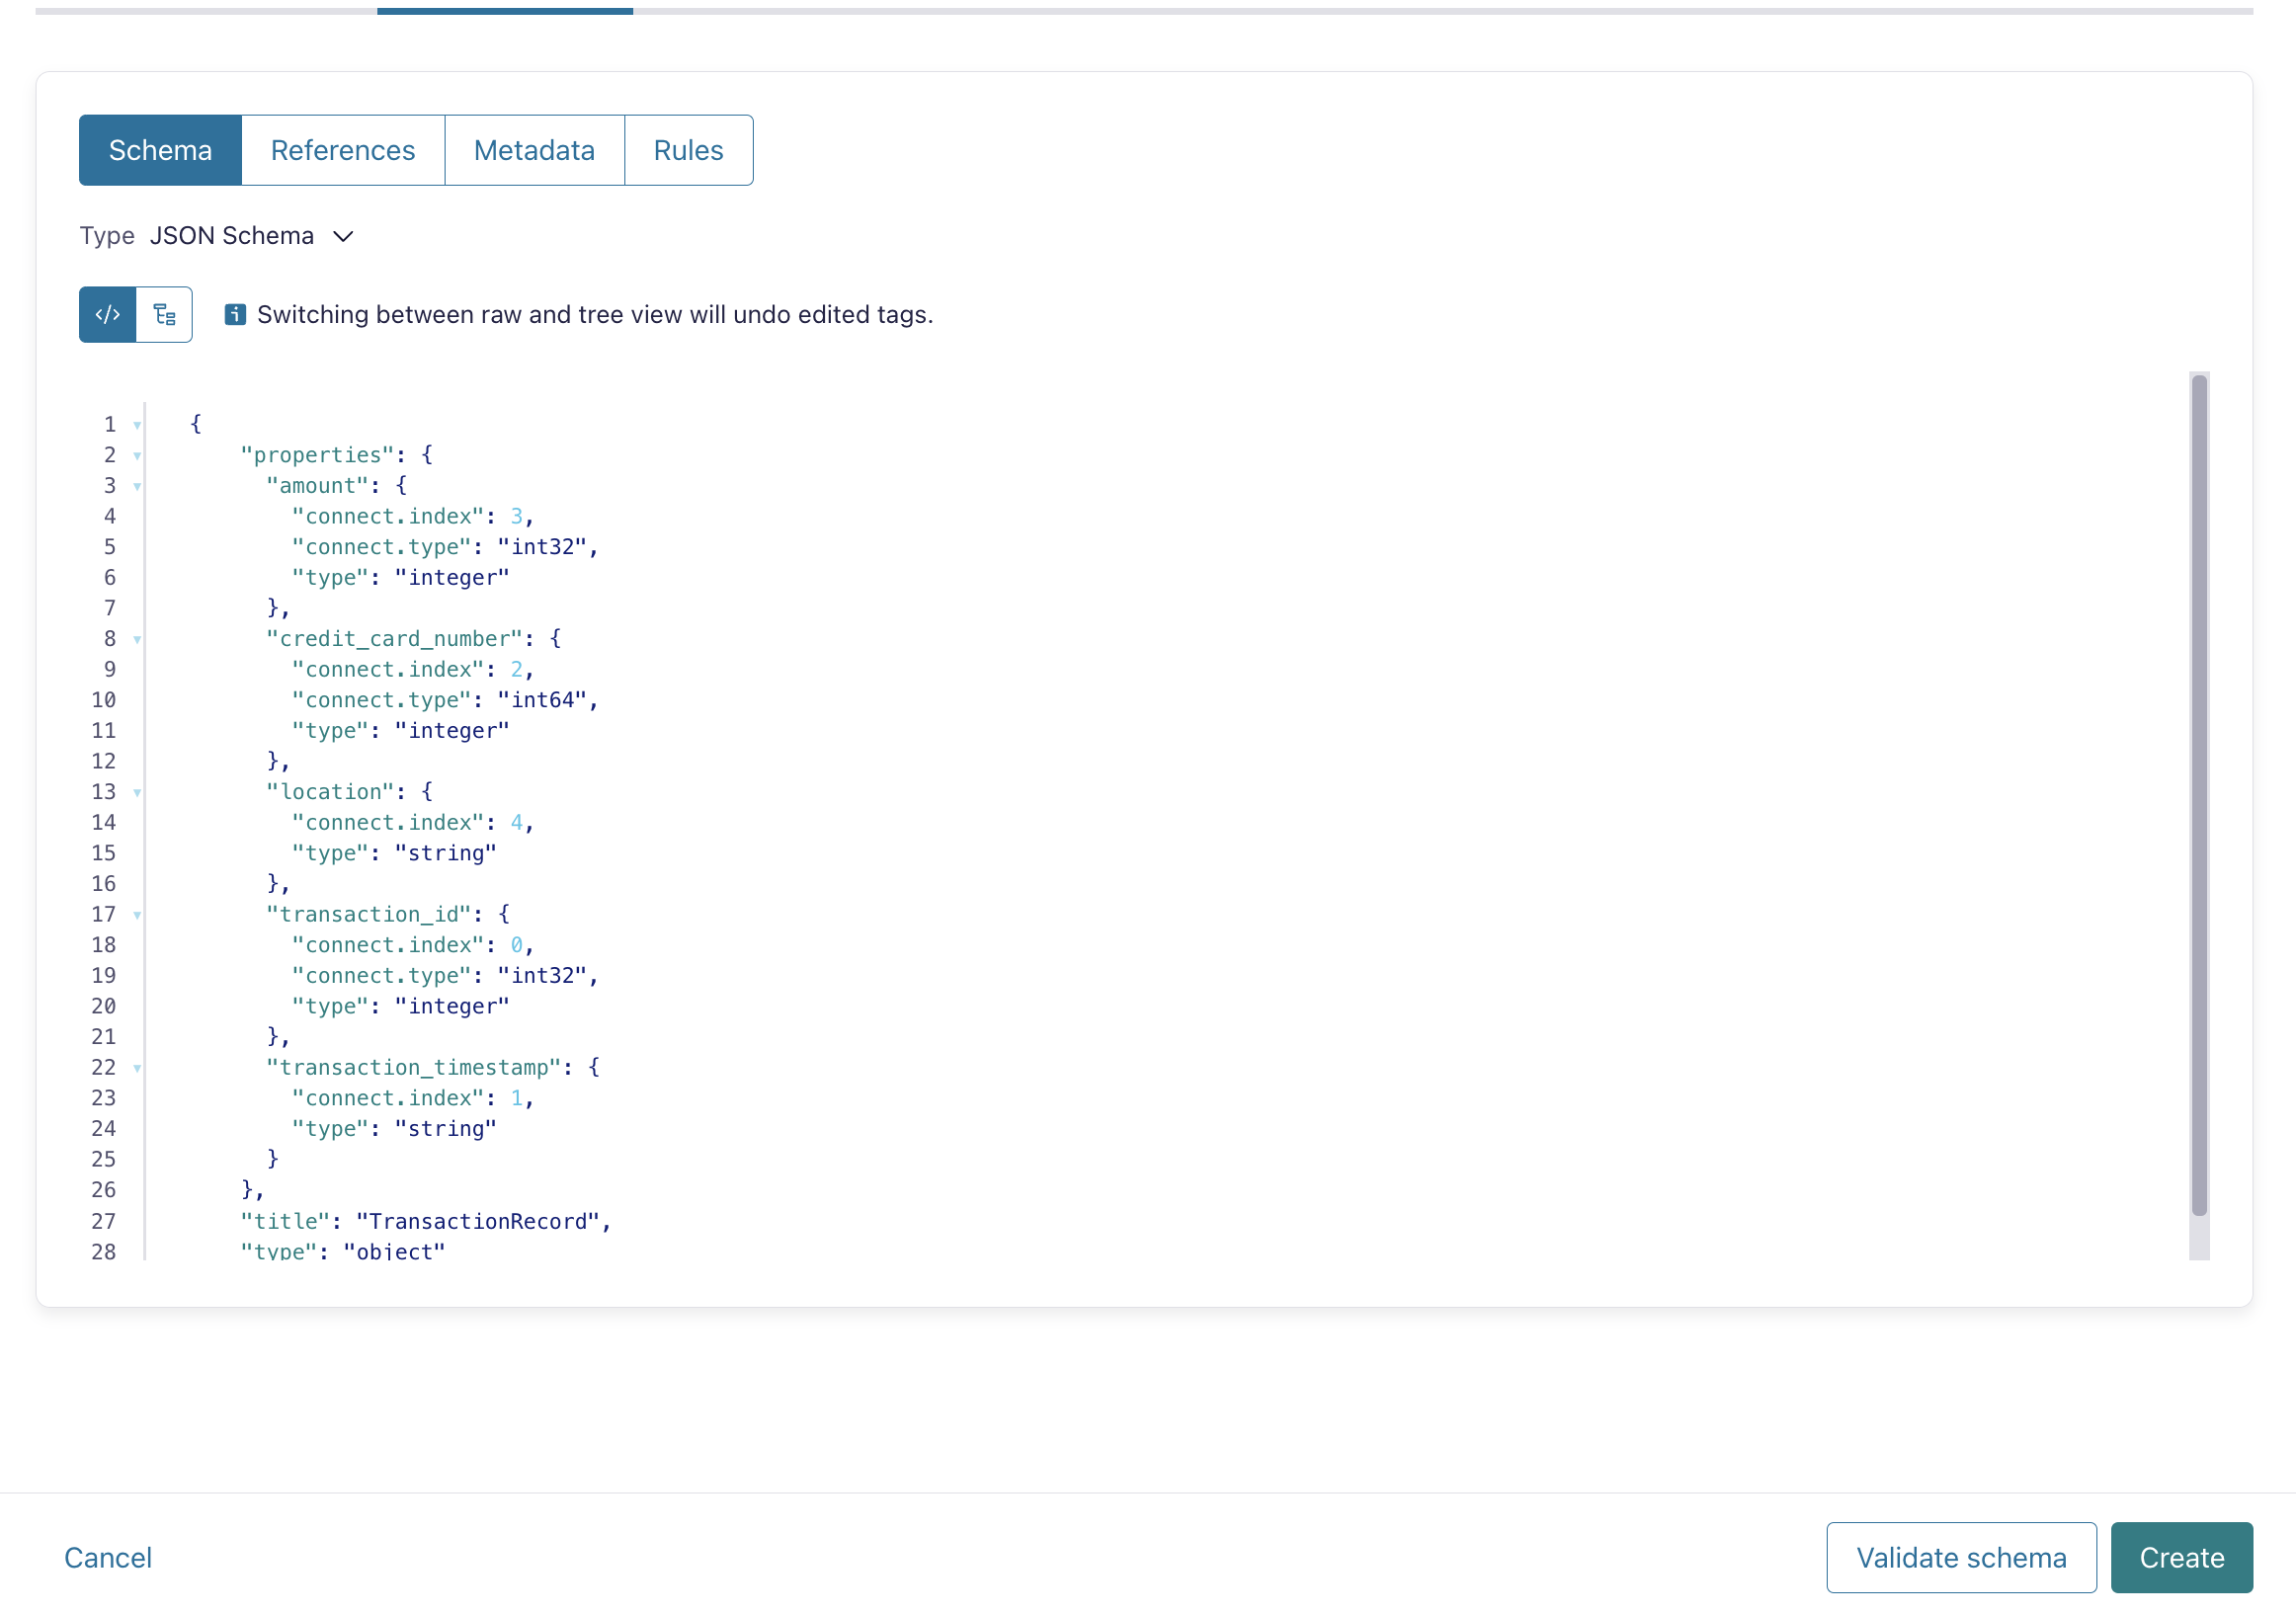 Schema References Metadata Rules
Type JSON Schema
</> Switching between raw and tree view will undo edited tags.
1 {
2 "properties": {
3 "amount": {
4 "connect.index": 3,
5 "connect.type": "int32",
6 "type": "integer"
7 },
8 "credit_card_number": {
9 "connect.index": 2,
10 "connect.type": "int64",
11 "type": "integer"
12 },
13 "location": {
14 "connect.index": 4,
15 "type": "string"
16 },
17 "transaction_id": {
18 "connect.index": 0,
19 "connect.type": "int32",
20 "type": "integer"
21 },
22 "transaction_timestamp": {
23 "connect.index": 1,
24 "type": "string"
25 }
26 },
27 "title": "TransactionRecord",
28 "type": "object"
Cancel Validate schema Create